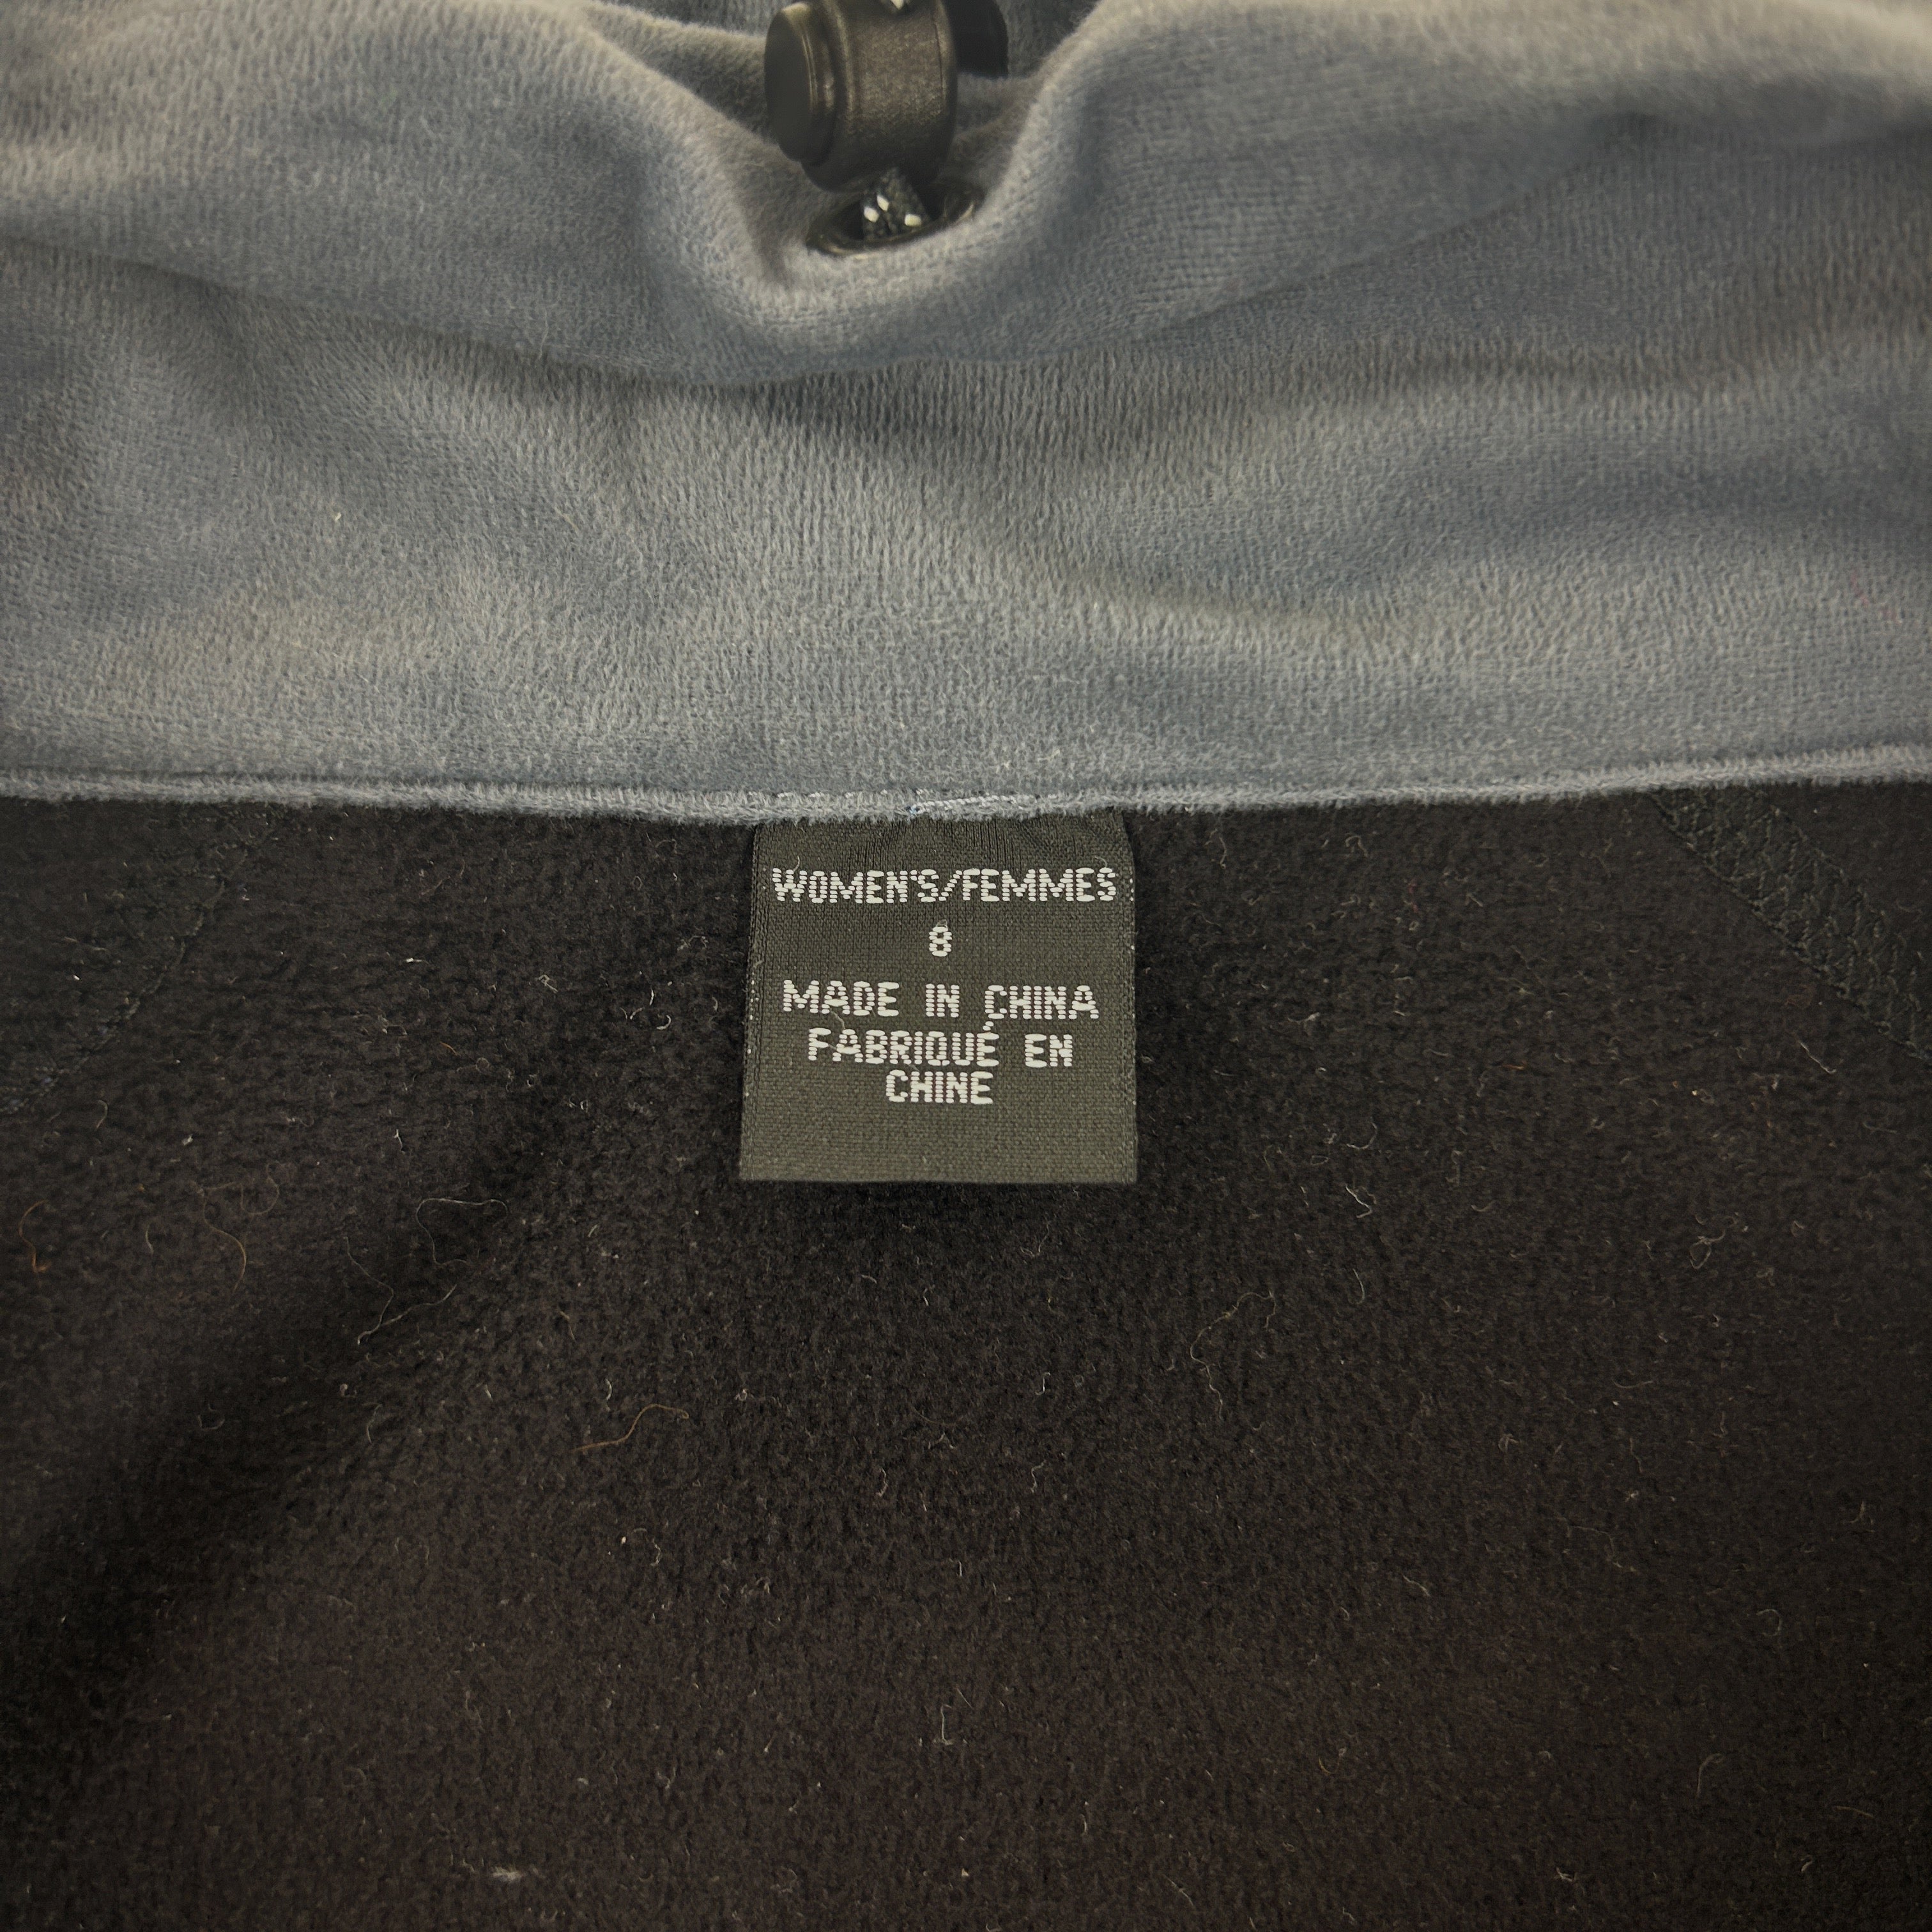 WOMEN'S/FEMMES
8
MADE IN CHINA
FABRIQUÉ EN
CHINE